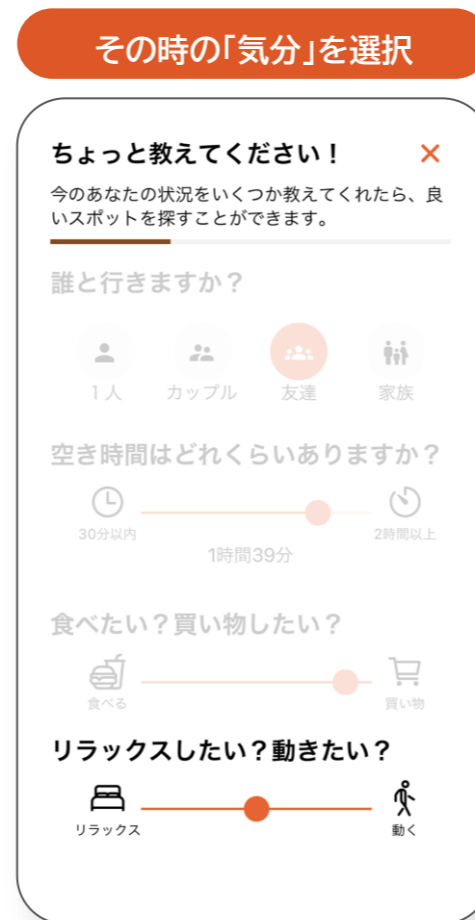 その時の「気分」を選択
ちょっと教えてください！
今のあなたの状況をいくつか教えてくれたら、良
いスポットを探すことができます。
誰と行きますか？
1人 カップル 友達 家族
空き時間はどれくらいありますか？
30分以内 2時間以上
1時間39分
食べたい？買い物したい？
食べる 買い物
リラックスしたい？動きたい？
リラックス 動く